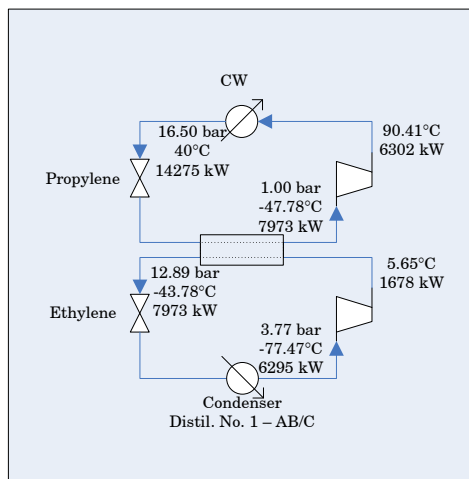 CW
16.50 bar
40°C
14275 kW
90.41°C
6302 kW
Propylene
1.00 bar
-47.78°C
7973 kW
12.89 bar
-43.78°C
7973 kW
5.65°C
1678 kW
Ethylene
3.77 bar
-77.47°C
6295 kW
Condenser
Distil. No. 1 – AB/C